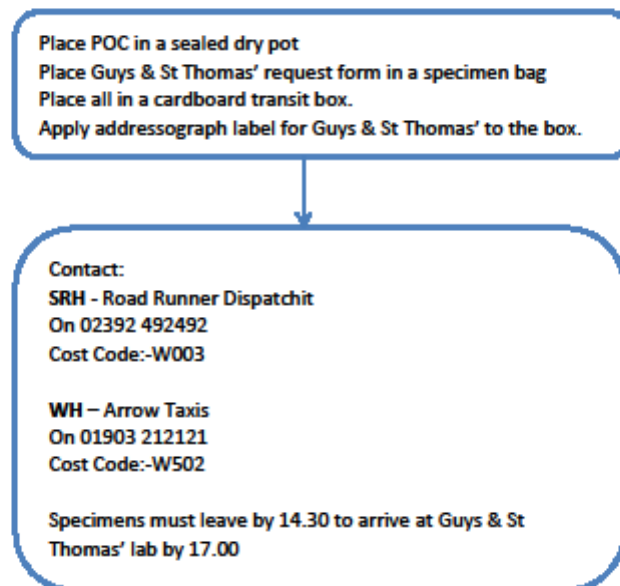 Place POC in a sealed dry pot
Place Guys & St Thomas' request form in a specimen bag
Place all in a cardboard transit box.
Apply addressograph label for Guys & St Thomas' to the box.
Contact:
SRH - Road Runner Dispatchit
On 02392 492492
Cost Code:-W003
WH – Arrow Taxis
On 01903 212121
Cost Code:-W502
Specimens must leave by 14.30 to arrive at Guys & St
Thomas' lab by 17.00